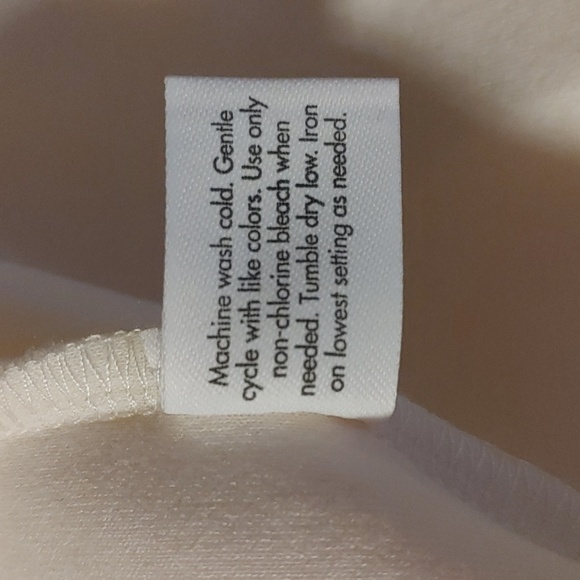 Machine wash cold. Gentle
cycle with like colors. Use only
non-chlorine bleach when
needed. Tumble dry low. Iron
on lowest setting as needed.